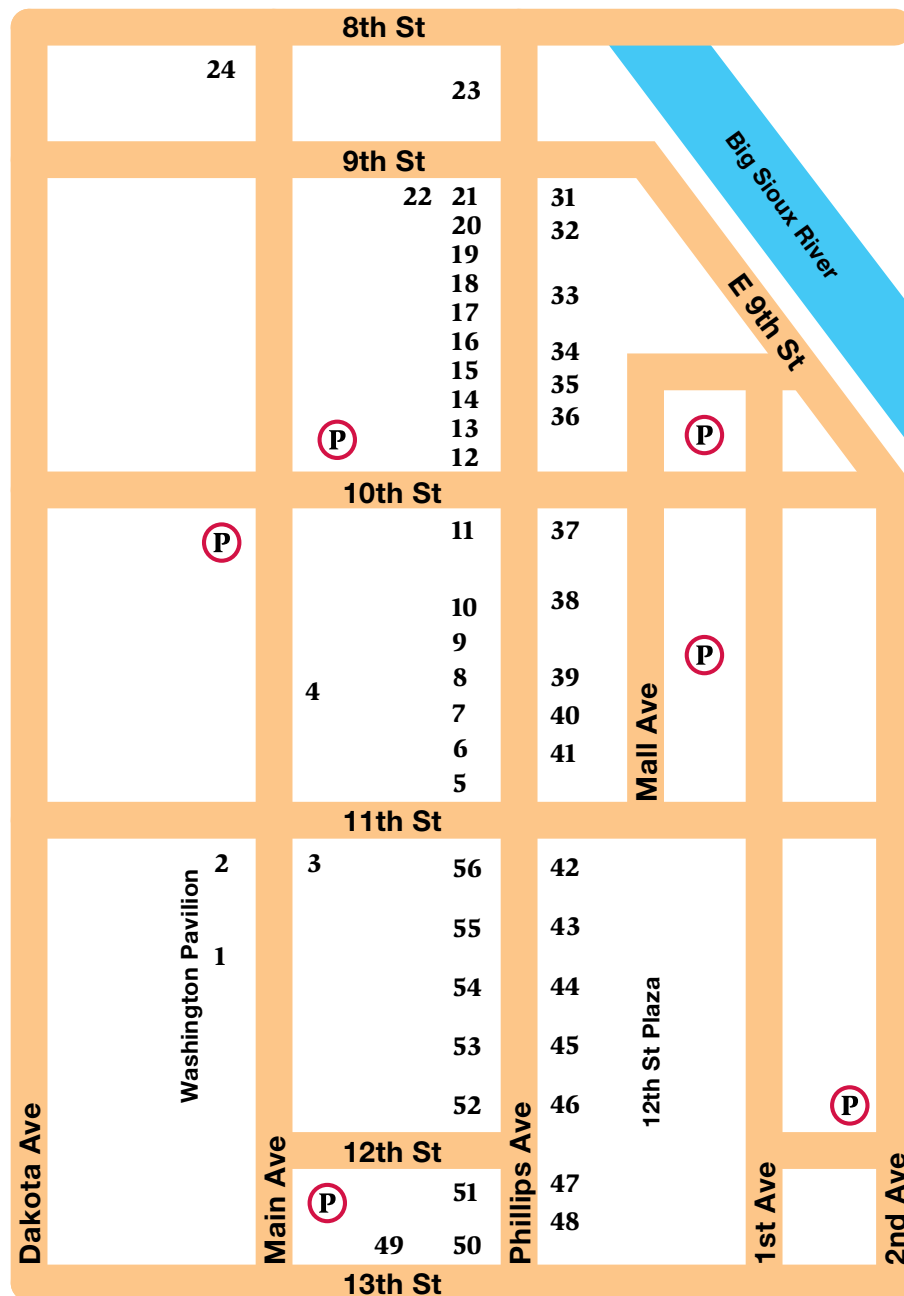 8th St
24
23
9th St
22 21 31
20 32
19
18 33
17
16 34
15 35
14 36
13
12
P
P
Big Sioux River
E 9th St
10th St
P
11 37
10 38
9
8 39
4
7 40
6 41
5
P
Mall Ave
11th St
2 3 56 42
Washington Pavilion
55 43
1
54 44
12th St Plaza
53 45
52 46
P
12th St
P
51 47
48
49 50
Dakota Ave
Main Ave
Phillips Ave
1st Ave
2nd Ave
13th St